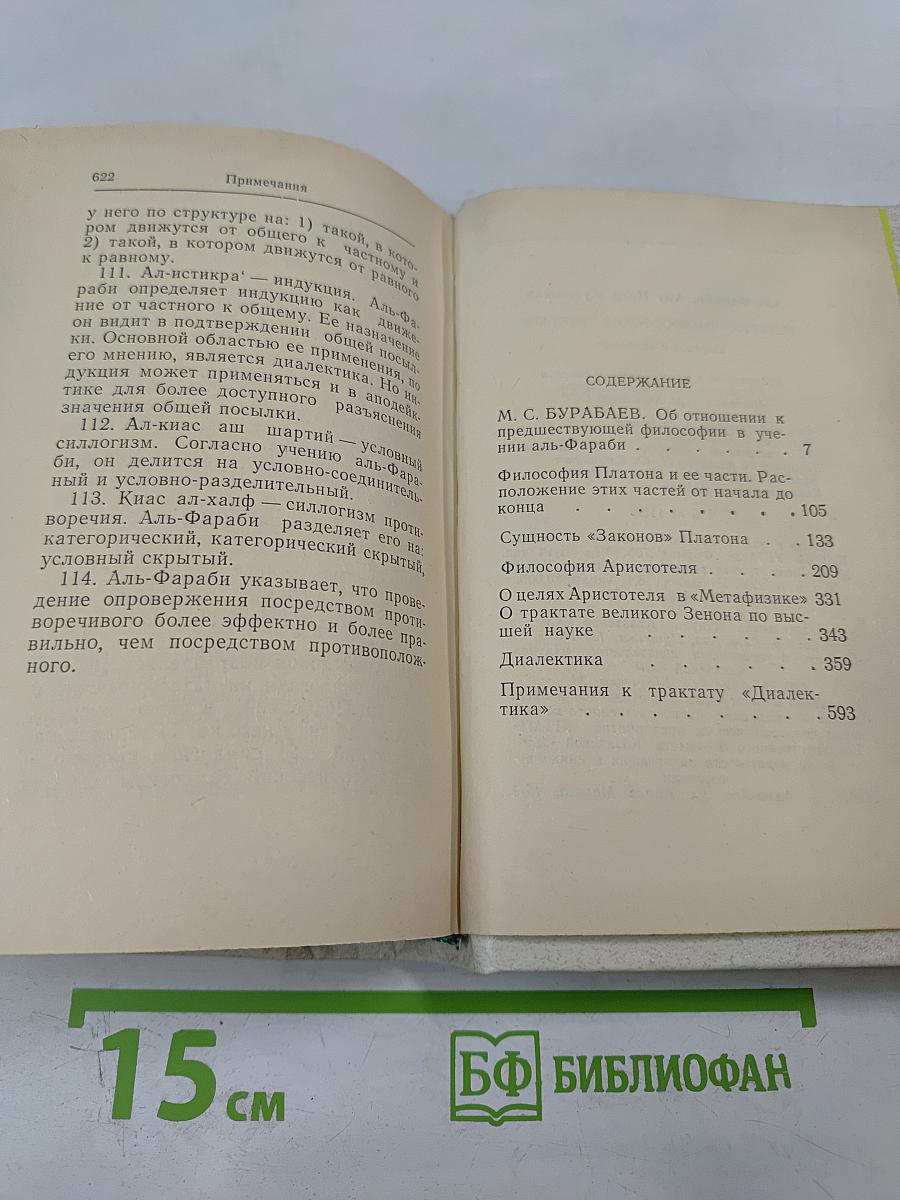 622
Примечания
у него по структуре на: 1) такой, в кото-
ром движутся от общего к частному и
2) такой, в котором движутся от равного
к равному.
111. Ал-истикра‘ — индукция. Аль-Фа-
раби определяет индукцию как движе-
ние от частного к общему. Ее назначение
он видит в подтверждении общей посыл-
ки. Основной областью ее применения, по
его мнению, является диалектика. Но ин-
дукция может применяться и в аподейк-
тике для более доступного разъяснения
значения общей посылки.
112. Ал-киас аш шартий — условный
силлогизм. Согласно учению аль-Фара-
би, он делится на условно-соединитель-
ный и условно-разделительный.
113. Киас ал-халф — силлогизм проти-
воречия. Аль-Фараби разделяет его на:
категорический, категорический скрытый,
условный скрытый.
114. Аль-Фараби указывает, что прове-
дение опровержения посредством проти-
воречивого более эффектно и более пра-
вильно, чем посредством противополож-
ного.
СОДЕРЖАНИЕ
М. С. БУРАБАЕВ. Об отношении к
предшествующей философии в уче-
нии аль-Фараби . . . . . . 7
Философия Платона и ее части. Рас-
положение этих частей от начала до
конца . . . . . . . . 105
Сущность «Законов» Платона . . 133
Философия Аристотеля . . . . 209
О целях Аристотеля в «Метафизике» 331
О трактате великого Зенона по выс-
шей науке . . . . . . 343
Диалектика . . . . . . 359
Примечания к трактату «Диалек-
тика» . . . . . . . . 593
15 см
БФ БИБЛИОФАН